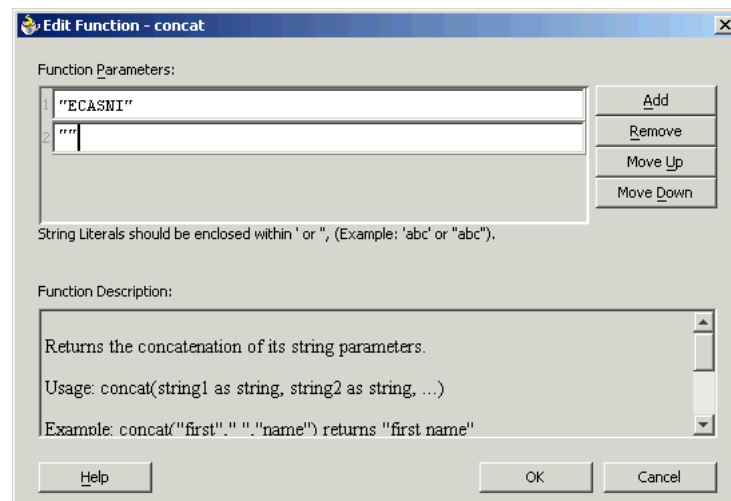 Edit Function - concat
Function Parameters:
1 "ECASNI"
2 ""
Add
Remove
Move Up
Move Down
String Literals should be enclosed within ' or ", (Example: 'abc' or "abc").
Function Description:
Returns the concatenation of its string parameters.
Usage: concat(string1 as string, string2 as string, ...)
Example: concat("first"," ","name") returns "first name"
Help
OK
Cancel